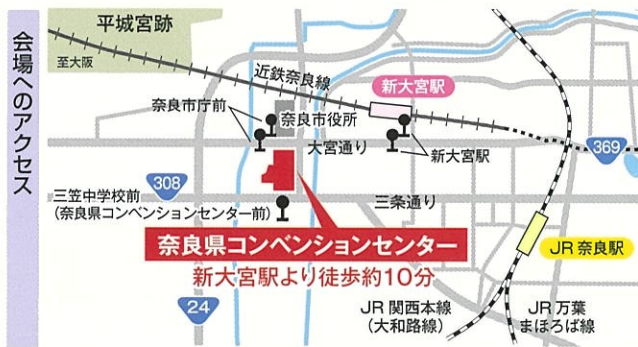 会場へのアクセス
平城宮跡
至大阪
近鉄奈良線
新大宮駅
奈良市庁前
奈良市役所
大宮通り
新大宮駅
369
308
三笠中学校前
(奈良県コンベンションセンター前)
三条通り
奈良県コンベンションセンター
新大宮駅より徒歩約10分
JR奈良駅
24
JR 関西本線
(大和路線)
JR 万葉
まほろば線